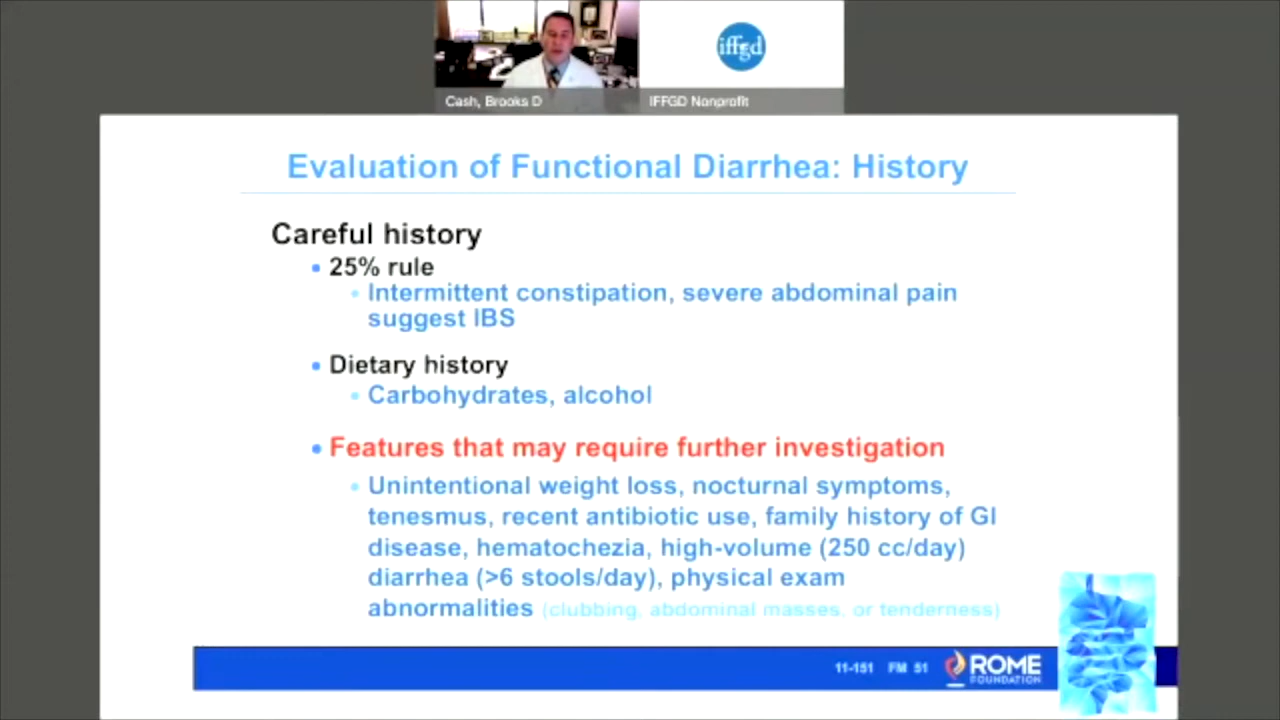 Cash, Brooks D
iffgd
IFFGD Nonprofit
Evaluation of Functional Diarrhea: History
Careful history
• 25% rule
• Intermittent constipation, severe abdominal pain
suggest IBS
• Dietary history
• Carbohydrates, alcohol
• Features that may require further investigation
• Unintentional weight loss, nocturnal symptoms,
tenesmus, recent antibiotic use, family history of GI
disease, hematochezia, high-volume (250 cc/day)
diarrhea (>6 stools/day), physical exam
abnormalities (clubbing, abdominal masses, or tenderness)
11-151 FM 51
ROME
FOUNDATION